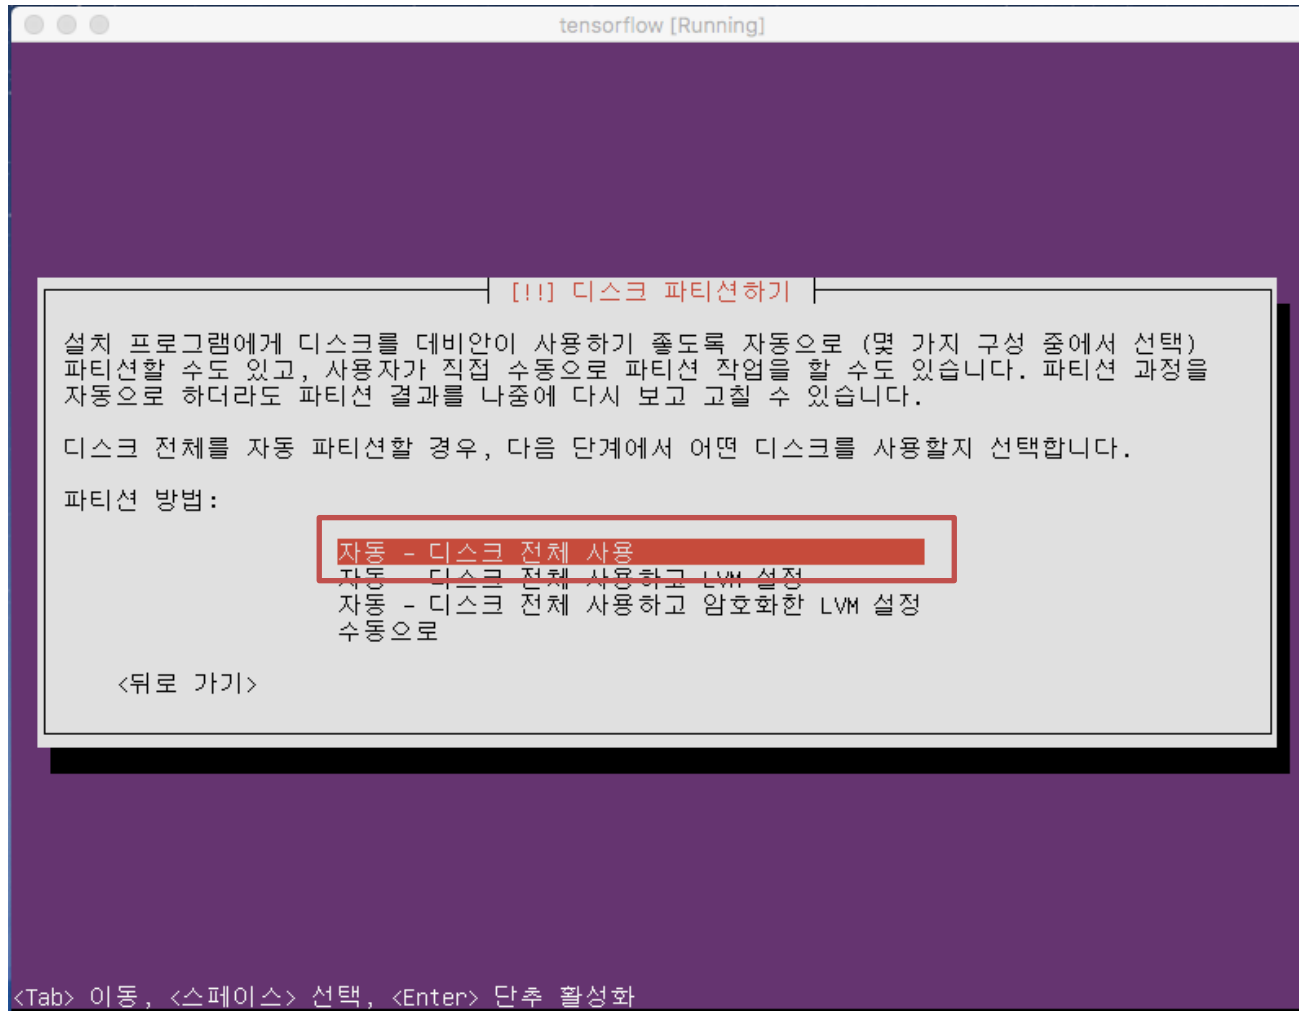 tensorflow [Running]
[!!] 디스크 파티션하기
설치 프로그램에게 디스크를 데비안이 사용하기 좋도록 자동으로 (몇 가지 구성 중에서 선택)
파티션할 수도 있고, 사용자가 직접 수동으로 파티션 작업을 할 수도 있습니다. 파티션 과정을
자동으로 하더라도 파티션 결과를 나중에 다시 보고 고칠 수 있습니다.
디스크 전체를 자동 파티션할 경우, 다음 단계에서 어떤 디스크를 사용할지 선택합니다.
파티션 방법:
자동 - 디스크 전체 사용
자동 - 디스크 전체 사용하고 LVM 설정
자동 - 디스크 전체 사용하고 암호화한 LVM 설정
수동으로
<뒤로 가기>
<Tab> 이동, <스페이스> 선택, <Enter> 단추 활성화